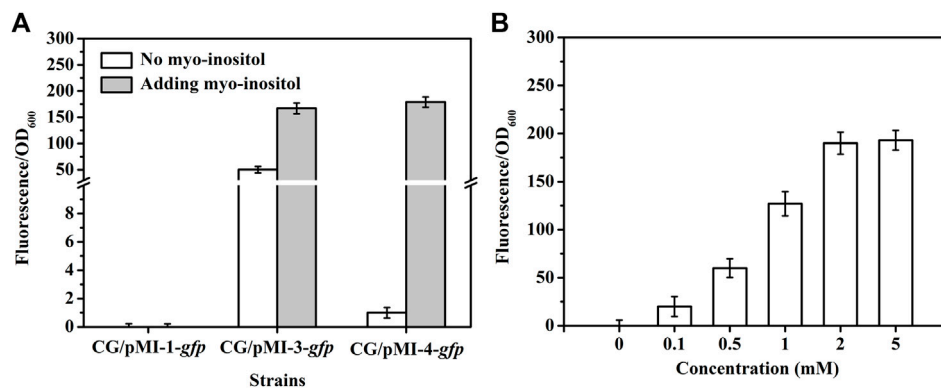 A
300
250
200
150
100
50
8
6
4
2
0
Fluorescence/OD600
No myo-inositol
Adding myo-inositol
CG/pMI-1-gfp CG/pMI-3-gfp CG/pMI-4-gfp
Strains
B
300
250
200
150
100
50
0
Fluorescence/OD600
0 0.1 0.5 1 2 5
Concentration (mM)